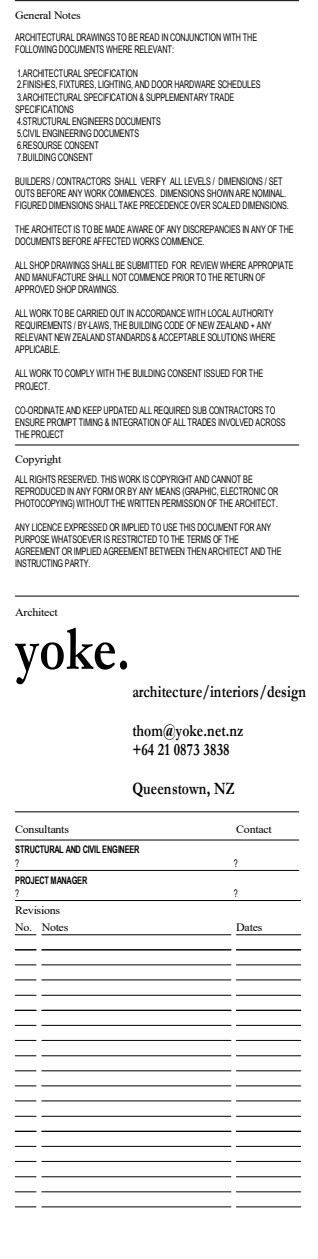 General Notes
ARCHITECTURAL DRAWINGS TO BE READ IN CONJUNCTION WITH THE
FOLLOWING DOCUMENTS WHERE RELEVANT:
1.ARCHITECTURAL SPECIFICATION
2.FINISHES, FIXTURES, LIGHTING, AND DOOR HARDWARE SCHEDULES
3.ARCHITECTURAL SPECIFICATION & SUPPLEMENTARY TRADE
SPECIFICATIONS
4.STRUCTURAL ENGINEERS DOCUMENTS
5.CIVIL ENGINEERING DOCUMENTS
6.RESOURSE CONSENT
7.BUILDING CONSENT
BUILDERS / CONTRACTORS SHALL VERIFY ALL LEVELS / DIMENSIONS / SET
OUTS BEFORE ANY WORK COMMENCES. DIMENSIONS SHOWN ARE NOMINAL.
FIGURED DIMENSIONS SHALL TAKE PRECEDENCE OVER SCALED DIMENSIONS.
THE ARCHITECT IS TO BE MADE AWARE OF ANY DISCREPANCIES IN ANY OF THE
DOCUMENTS BEFORE AFFECTED WORKS COMMENCE.
ALL SHOP DRAWINGS SHALL BE SUBMITTED FOR REVIEW WHERE APPROPIATE
AND MANUFACTURE SHALL NOT COMMENCE PRIOR TO THE RETURN OF
APPROVED SHOP DRAWINGS.
ALL WORK TO BE CARRIED OUT IN ACCORDANCE WITH LOCAL AUTHORITY
REQUIREMENTS / BY-LAWS, THE BUILDING CODE OF NEW ZEALAND + ANY
RELEVANT NEW ZEALAND STANDARDS & ACCEPTABLE SOLUTIONS WHERE
APPLICABLE.
ALL WORK TO COMPLY WITH THE BUILDING CONSENT ISSUED FOR THE
PROJECT.
CO-ORDINATE AND KEEP UPDATED ALL REQUIRED SUB CONTRACTORS TO
ENSURE PROMPT TIMING & INTEGRATION OF ALL TRADES INVOLVED ACROSS
THE PROJECT
Copyright
ALL RIGHTS RESERVED. THIS WORK IS COPYRIGHT AND CANNOT BE
REPRODUCED IN ANY FORM OR BY ANY MEANS (GRAPHIC, ELECTRONIC OR
PHOTOCOPYING) WITHOUT THE WRITTEN PERMISSION OF THE ARCHITECT.
ANY LICENCE EXPRESSED OR IMPLIED TO USE THIS DOCUMENT FOR ANY
PURPOSE WHATSOEVER IS RESTRICTED TO THE TERMS OF THE
AGREEMENT OR IMPLIED AGREEMENT BETWEEN THEN ARCHITECT AND THE
INSTRUCTING PARTY.
Architect
yoke.
architecture/interiors/design
thom@yoke.net.nz
+64 21 0873 3838
Queenstown, NZ
Consultants Contact
STRUCTURAL AND CIVIL ENGINEER
? ?
PROJECT MANAGER
? ?
Revisions
No. Notes Dates